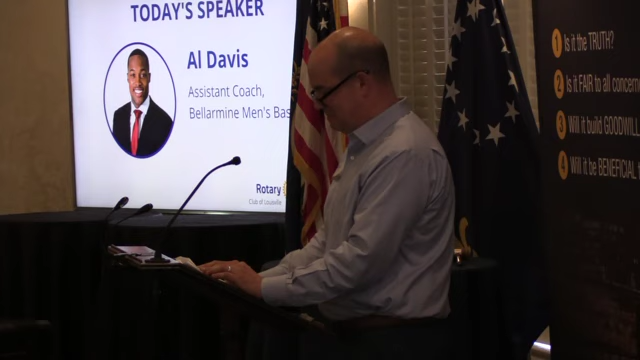 TODAY'S SPEAKER
Al Davis
Assistant Coach,
Bellarmine Men's Bas
Rotary
Club of Louisville
1 Is it the TRUTH?
2 Is it FAIR to all concerne
3 Will it build GOODWILL
4 Will it be BENEFICIAL t